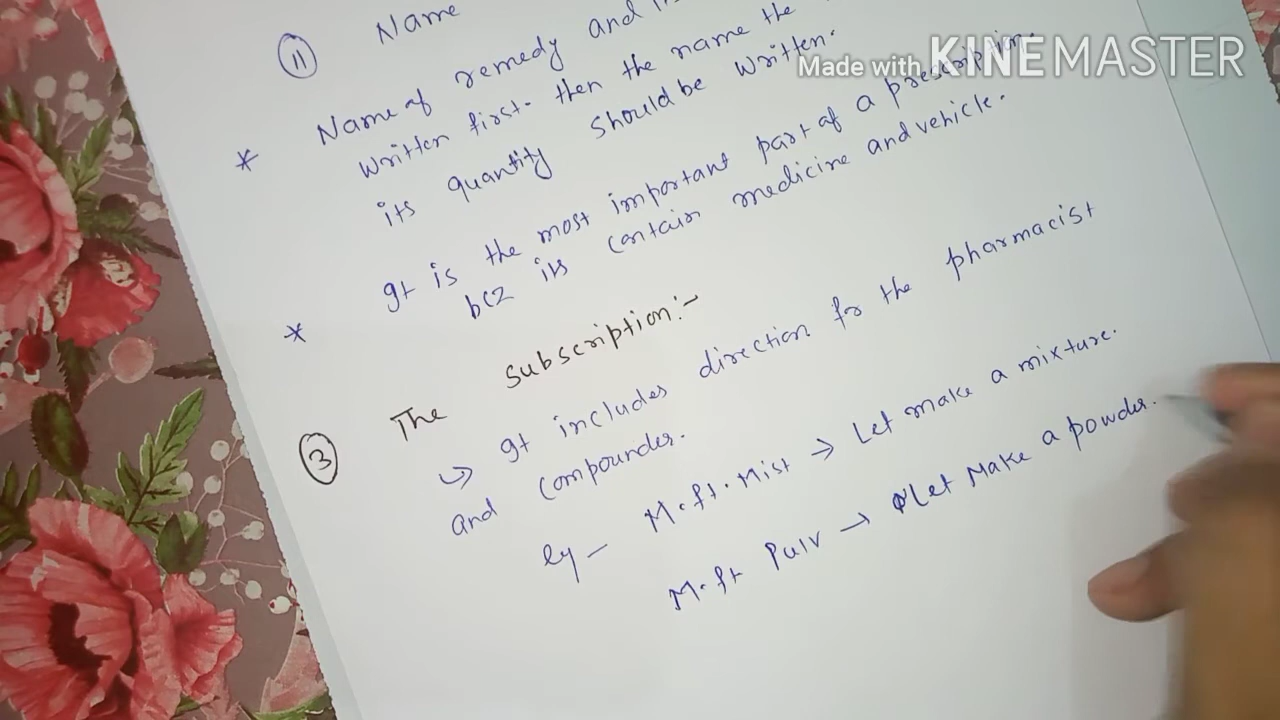 (11) Name
* Name of remedy and
written first. then the name the
its quantity should be written.
* It is the most important part of a prescription.
bcz its contain medicine and vehicle.
(3) The subscription:-
↪ It includes direction for the pharmacist
and compounder.
eg - M.ft.Mist → Let make a mixture.
M.ft Pulv → Let Make a powder.
Made with KINEMASTER